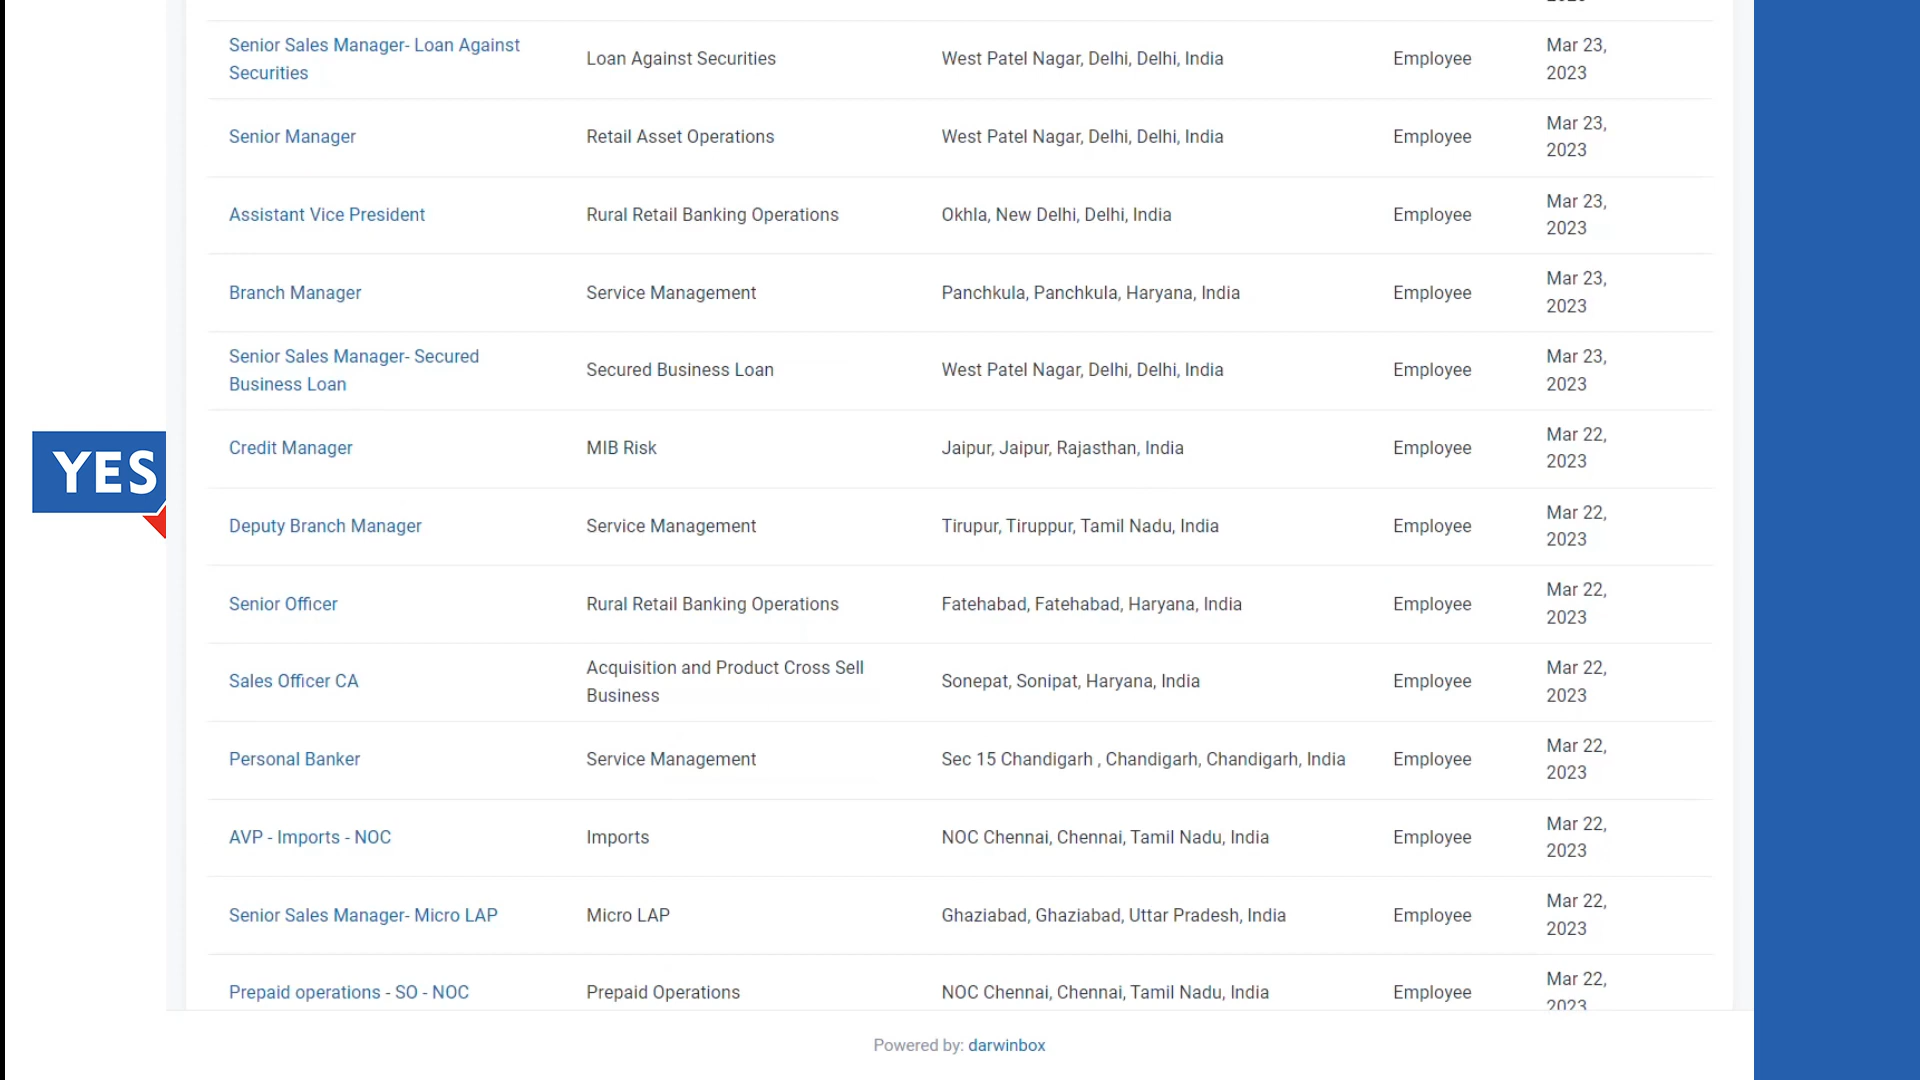 Senior Sales Manager- Loan Against
Securities
Loan Against Securities
West Patel Nagar, Delhi, Delhi, India
Employee
Mar 23,
2023
Senior Manager
Retail Asset Operations
West Patel Nagar, Delhi, Delhi, India
Employee
Mar 23,
2023
Assistant Vice President
Rural Retail Banking Operations
Okhla, New Delhi, Delhi, India
Employee
Mar 23,
2023
Branch Manager
Service Management
Panchkula, Panchkula, Haryana, India
Employee
Mar 23,
2023
Senior Sales Manager- Secured
Business Loan
Secured Business Loan
West Patel Nagar, Delhi, Delhi, India
Employee
Mar 23,
2023
Credit Manager
MIB Risk
Jaipur, Jaipur, Rajasthan, India
Employee
Mar 22,
2023
YES
Deputy Branch Manager
Service Management
Tirupur, Tiruppur, Tamil Nadu, India
Employee
Mar 22,
2023
Senior Officer
Rural Retail Banking Operations
Fatehabad, Fatehabad, Haryana, India
Employee
Mar 22,
2023
Sales Officer CA
Acquisition and Product Cross Sell
Business
Sonepat, Sonipat, Haryana, India
Employee
Mar 22,
2023
Personal Banker
Service Management
Sec 15 Chandigarh , Chandigarh, Chandigarh, India
Employee
Mar 22,
2023
AVP - Imports - NOC
Imports
NOC Chennai, Chennai, Tamil Nadu, India
Employee
Mar 22,
2023
Senior Sales Manager- Micro LAP
Micro LAP
Ghaziabad, Ghaziabad, Uttar Pradesh, India
Employee
Mar 22,
2023
Prepaid operations - SO - NOC
Prepaid Operations
NOC Chennai, Chennai, Tamil Nadu, India
Employee
Mar 22,
2023
Powered by: darwinbox